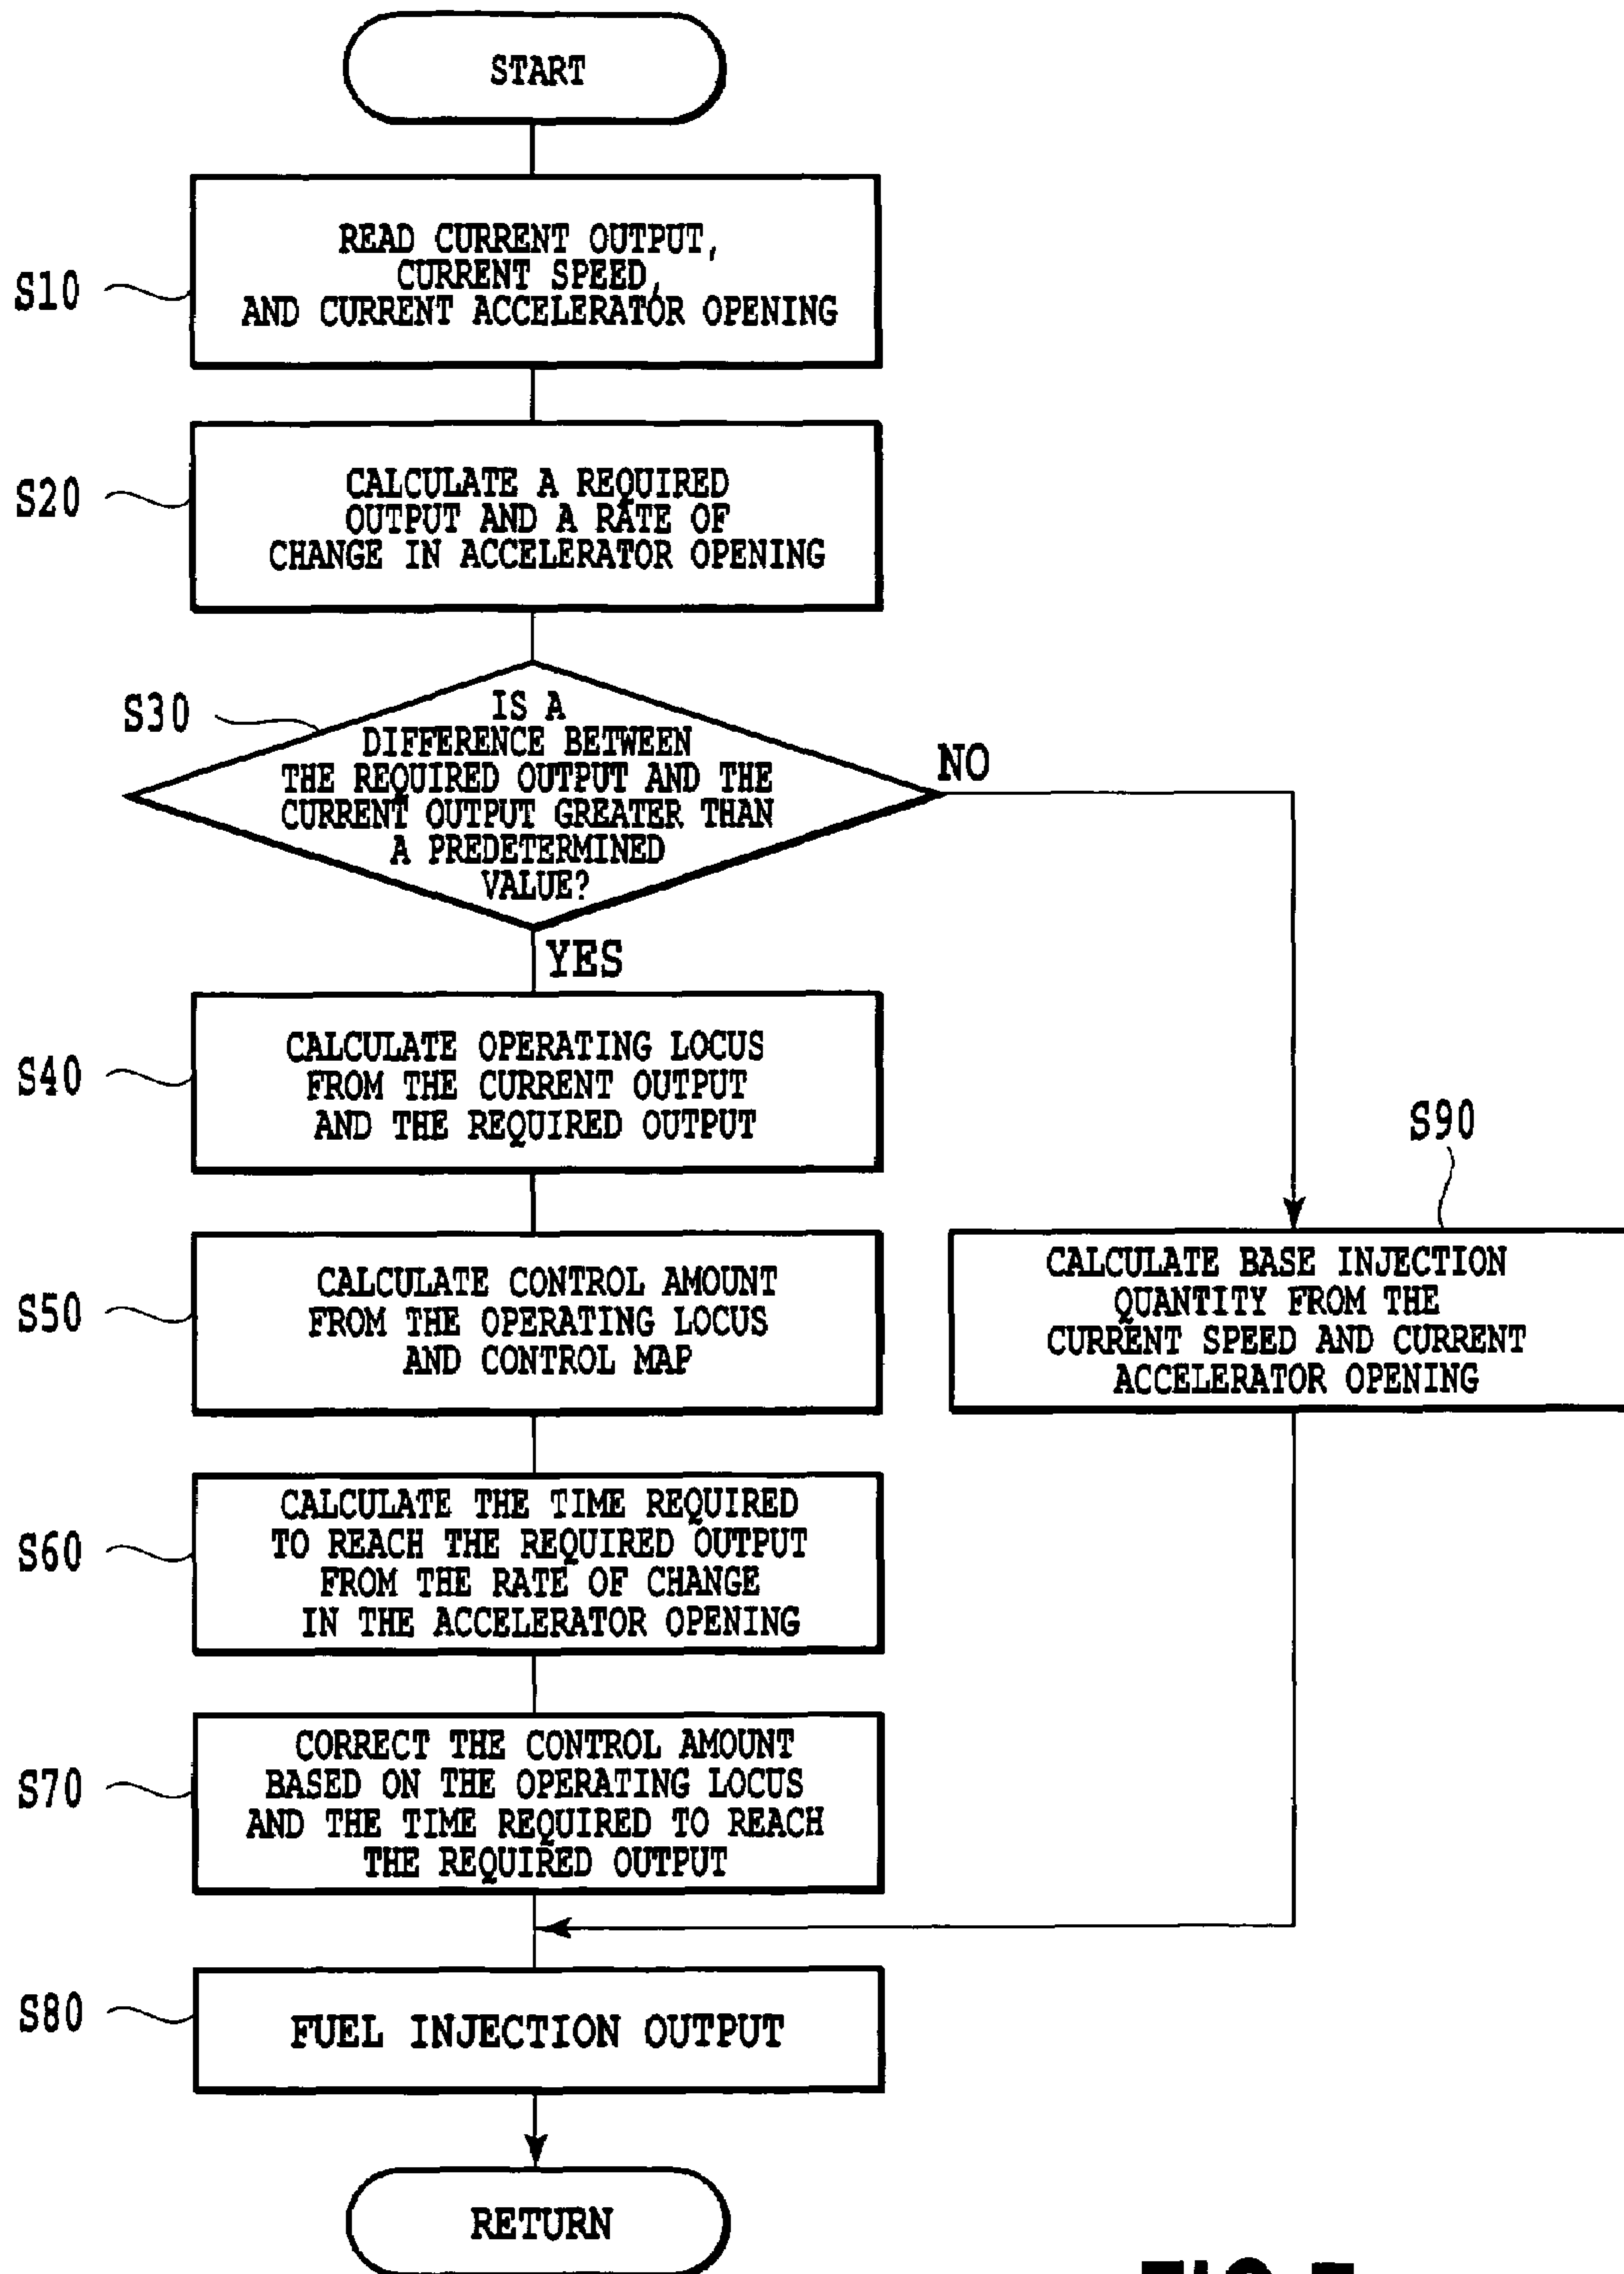 START
S10
READ CURRENT OUTPUT,
CURRENT SPEED,
AND CURRENT ACCELERATOR OPENING
S20
CALCULATE A REQUIRED
OUTPUT AND A RATE OF
CHANGE IN ACCELERATOR OPENING
S30
IS A
DIFFERENCE BETWEEN
THE REQUIRED OUTPUT AND THE
CURRENT OUTPUT GREATER THAN
A PREDETERMINED
VALUE?
NO
YES
S40
CALCULATE OPERATING LOCUS
FROM THE CURRENT OUTPUT
AND THE REQUIRED OUTPUT
S50
CALCULATE CONTROL AMOUNT
FROM THE OPERATING LOCUS
AND CONTROL MAP
S90
CALCULATE BASE INJECTION
QUANTITY FROM THE
CURRENT SPEED AND CURRENT
ACCELERATOR OPENING
S60
CALCULATE THE TIME REQUIRED
TO REACH THE REQUIRED OUTPUT
FROM THE RATE OF CHANGE
IN THE ACCELERATOR OPENING
S70
CORRECT THE CONTROL AMOUNT
BASED ON THE OPERATING LOCUS
AND THE TIME REQUIRED TO REACH
THE REQUIRED OUTPUT
S80
FUEL INJECTION OUTPUT
RETURN